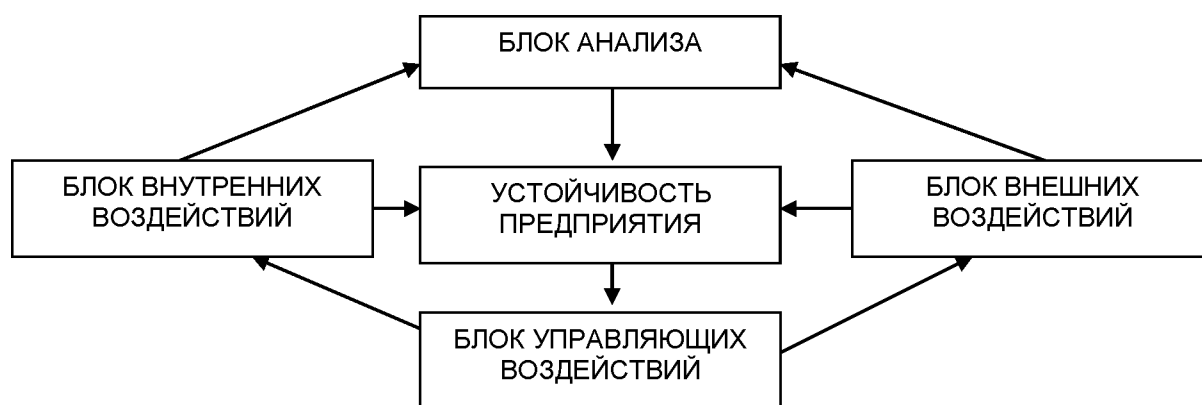 БЛОК АНАЛИЗА
БЛОК ВНУТРЕННИХ
ВОЗДЕЙСТВИЙ
УСТОЙЧИВОСТЬ
ПРЕДПРИЯТИЯ
БЛОК ВНЕШНИХ
ВОЗДЕЙСТВИЙ
БЛОК УПРАВЛЯЮЩИХ
ВОЗДЕЙСТВИЙ